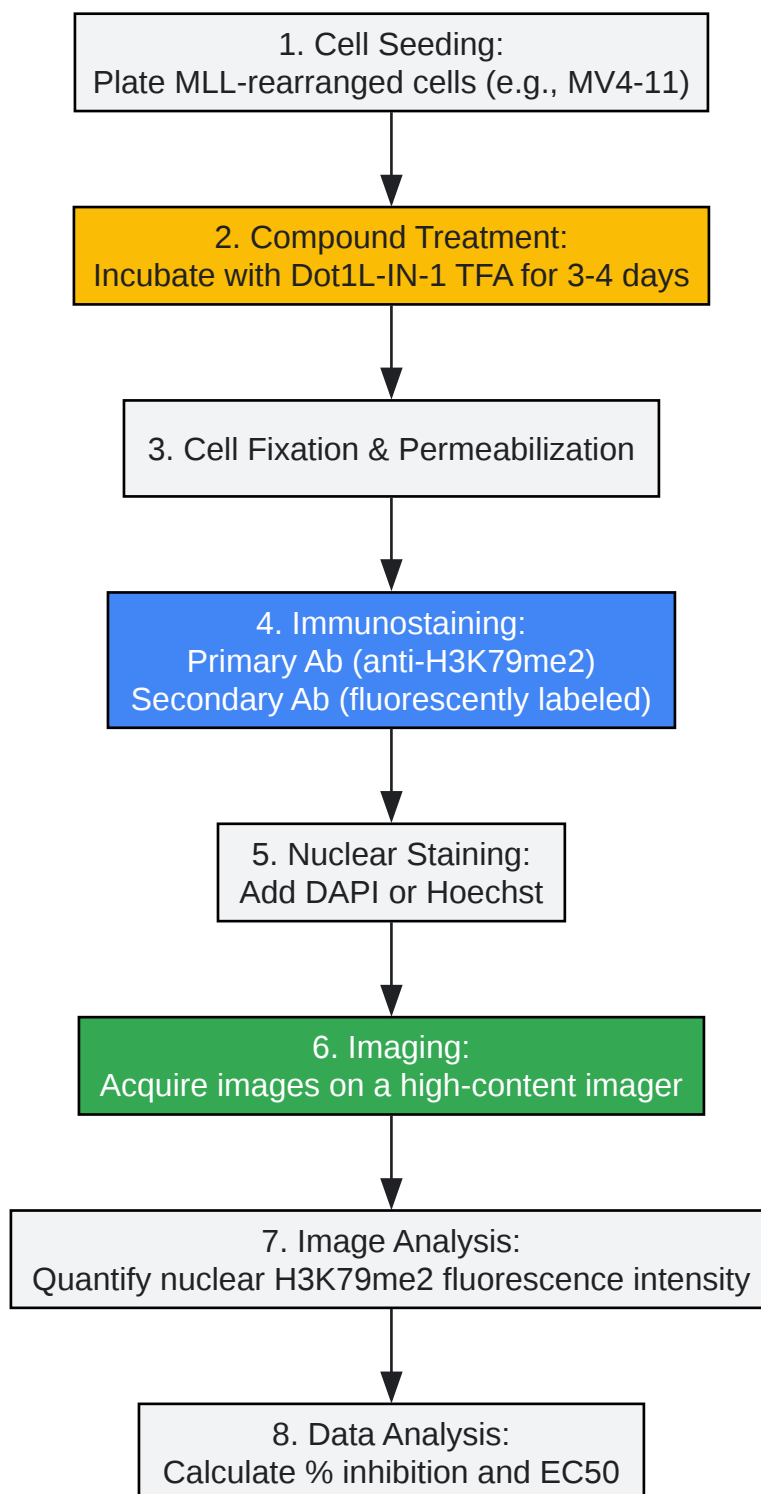 1. Cell Seeding:
Plate MLL-rearranged cells (e.g., MV4-11)
2. Compound Treatment:
Incubate with Dot1L-IN-1 TFA for 3-4 days
3. Cell Fixation & Permeabilization
4. Immunostaining:
Primary Ab (anti-H3K79me2)
Secondary Ab (fluorescently labeled)
5. Nuclear Staining:
Add DAPI or Hoechst
6. Imaging:
Acquire images on a high-content imager
7. Image Analysis:
Quantify nuclear H3K79me2 fluorescence intensity
8. Data Analysis:
Calculate % inhibition and EC50